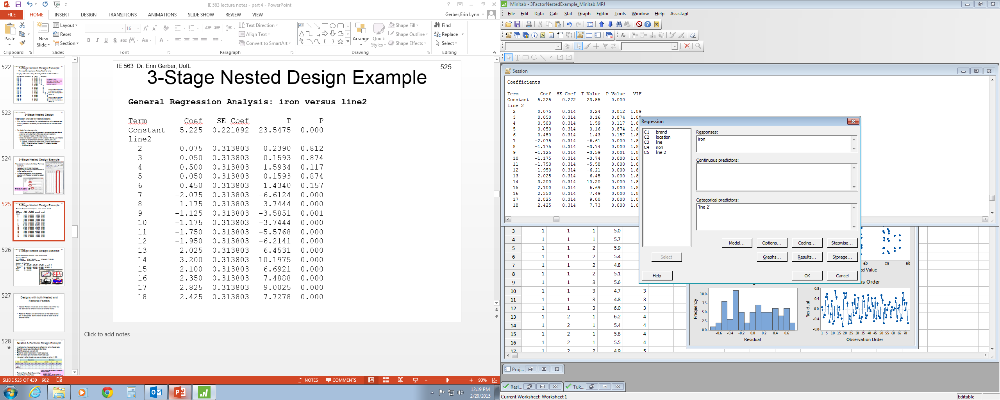 IE 563 lecture notes - part 4 - PowerPoint
FILE HOME INSERT DESIGN TRANSITIONS ANIMATIONS SLIDE SHOW REVIEW VIEW
Gerber,Erin Lynn
Paste
New
Slide
Layout
Reset
Section
16
B I U S abc AV Aa A
Text Direction
Align Text
Convert to SmartArt
Arrange
Quick
Styles
Shape Fill
Shape Outline
Shape Effects
Find
Replace
Select
Clipboard Slides Font Paragraph Drawing Editing
522
3-Stage Nested Design Example
523
3-Stage Nested Design
524
3-Stage Nested Design Example
525
3-Stage Nested Design Example
526
3-Stage Nested Design Example
527
Designs with both Nested and
Factorial Factors
528
Nested & Factorial Design Example
IE 563 Dr. Erin Gerber, UofL
525
3-Stage Nested Design Example
General Regression Analysis: iron versus line2
Term Coef SE Coef T P
Constant 5.225 0.221892 23.5475 0.000
line2
2 0.075 0.313803 0.2390 0.812
3 0.050 0.313803 0.1593 0.874
4 0.500 0.313803 1.5934 0.117
5 0.050 0.313803 0.1593 0.874
6 0.450 0.313803 1.4340 0.157
7 -2.075 0.313803 -6.6124 0.000
8 -1.175 0.313803 -3.7444 0.000
9 -1.125 0.313803 -3.5851 0.001
10 -1.175 0.313803 -3.7444 0.000
11 -1.750 0.313803 -5.5768 0.000
12 -1.950 0.313803 -6.2141 0.000
13 2.025 0.313803 6.4531 0.000
14 3.200 0.313803 10.1975 0.000
15 2.100 0.313803 6.6921 0.000
16 2.350 0.313803 7.4888 0.000
17 2.825 0.313803 9.0025 0.000
18 2.425 0.313803 7.7278 0.000
Click to add notes
SLIDE 525 OF 430 .. 602
NOTES COMMENTS 93%
12:19 PM
2/20/2015
Minitab - 3FactorNestedExample_Minitab.MPJ
File Edit Data Calc Stat Graph Editor Tools Window Help Assistant
Session
Coefficients
Term Coef SE Coef T-Value P-Value VIF
Constant 5.225 0.222 23.55 0.000
line 2
2 0.075 0.314 0.24 0.812 1.89
3 0.050 0.314 0.16 0.874 1.8
4 0.500 0.314 1.59 0.117 1.8
5 0.050 0.314 0.16 0.874 1.8
6 0.450 0.314 1.43 0.157 1.8
7 -2.075 0.314 -6.61 0.000 1.8
8 -1.175 0.314 -3.74 0.000 1.8
9 -1.125 0.314 -3.59 0.001 1.8
10 -1.175 0.314 -3.74 0.000 1.8
11 -1.750 0.314 -5.58 0.000 1.8
12 -1.950 0.314 -6.21 0.000 1.8
13 2.025 0.314 6.45 0.000 1.8
14 3.200 0.314 10.20 0.000 1.8
15 2.100 0.314 6.69 0.000 1.8
16 2.350 0.314 7.49 0.000 1.8
17 2.825 0.314 9.00 0.000 1.8
18 2.425 0.314 7.73 0.000 1.8
Regression
C1 brand
C2 location
C3 line
C4 iron
C5 line 2
Responses:
iron
Continuous predictors:
Categorical predictors:
'line 2'
Model... Options... Coding... Stepwise...
Select Graphs... Results... Storage...
Help OK Cancel
3 1 1 1 5.0
4 1 1 1 5.7
5 1 1 2 5.9
6 1 1 2 5.4
7 1 1 2 4.8
8 1 1 2 5.1
9 1 1 3 5.6
10 1 1 3 4.7 3
11 1 1 3 4.8 3
12 1 1 3 6.0 3
13 1 2 1 6.2 4
14 1 2 1 5.4 4
15 1 2 1 5.8 4
16 1 2 1 5.5 4
17 1 2 2 4.9 5
6.0 7.5 9.0
ed Value
us Order
Frequency
10.0
7.5
5.0
2.5
0.0
-0.6 -0.4 -0.2 0.0 0.2 0.4 0.6
Residual
Residual
0.8
0.4
0.0
-0.4
-0.8
1 5 10 15 20 25 30 35 40 45 50 55 60 65 70
Observation Order
Proj...
Resi...
Tuk...
Current Worksheet: Worksheet 1
Editable